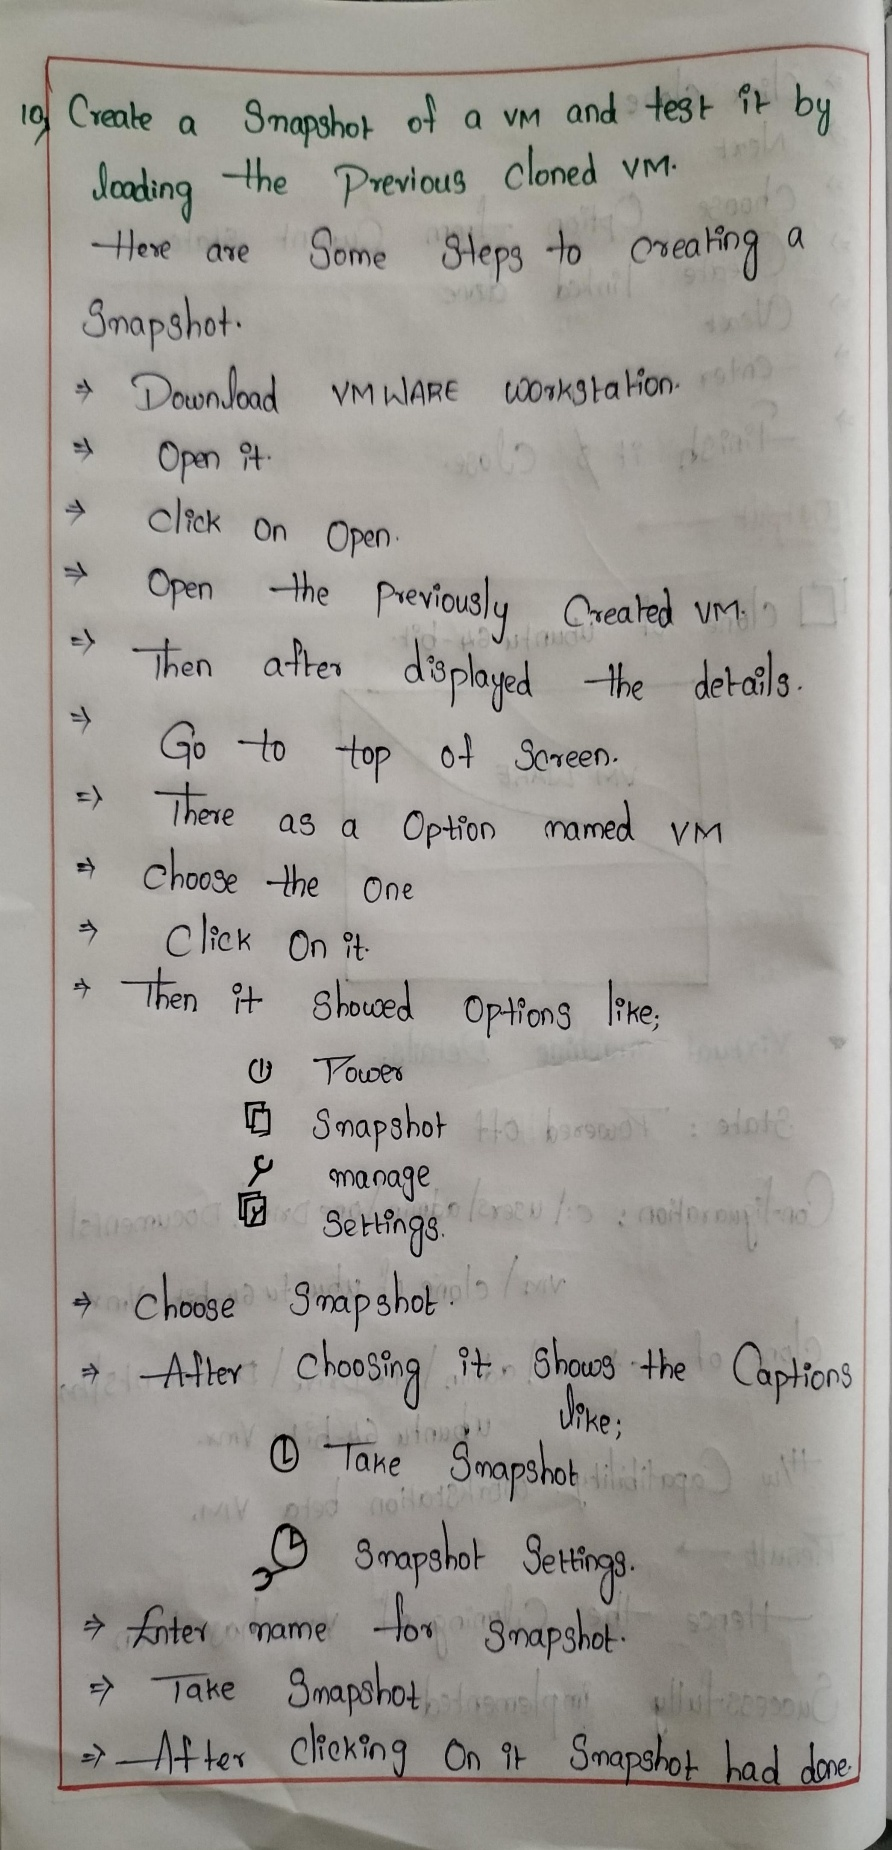 10) Create a Snapshot of a VM and test it by
loading the Previous Cloned VM.
Here are Some Steps to creating a
Snapshot.
⇒ Download VMWARE workstation.
⇒ Open it.
⇒ Click On Open.
⇒ Open the previously Created VM.
⇒ Then after displayed the details.
⇒ Go to top of Screen.
⇒ There as a Option named VM
⇒ Choose the One
⇒ Click On it.
⇒ Then it Showed Options like;
Power
Snapshot
manage
Settings.
⇒ Choose Snapshot.
⇒ After Choosing it Shows the Captions
like;
Take Snapshot
Snapshot Settings.
⇒ Enter name for Snapshot.
⇒ Take Snapshot
⇒ After Clicking On it Snapshot had done.